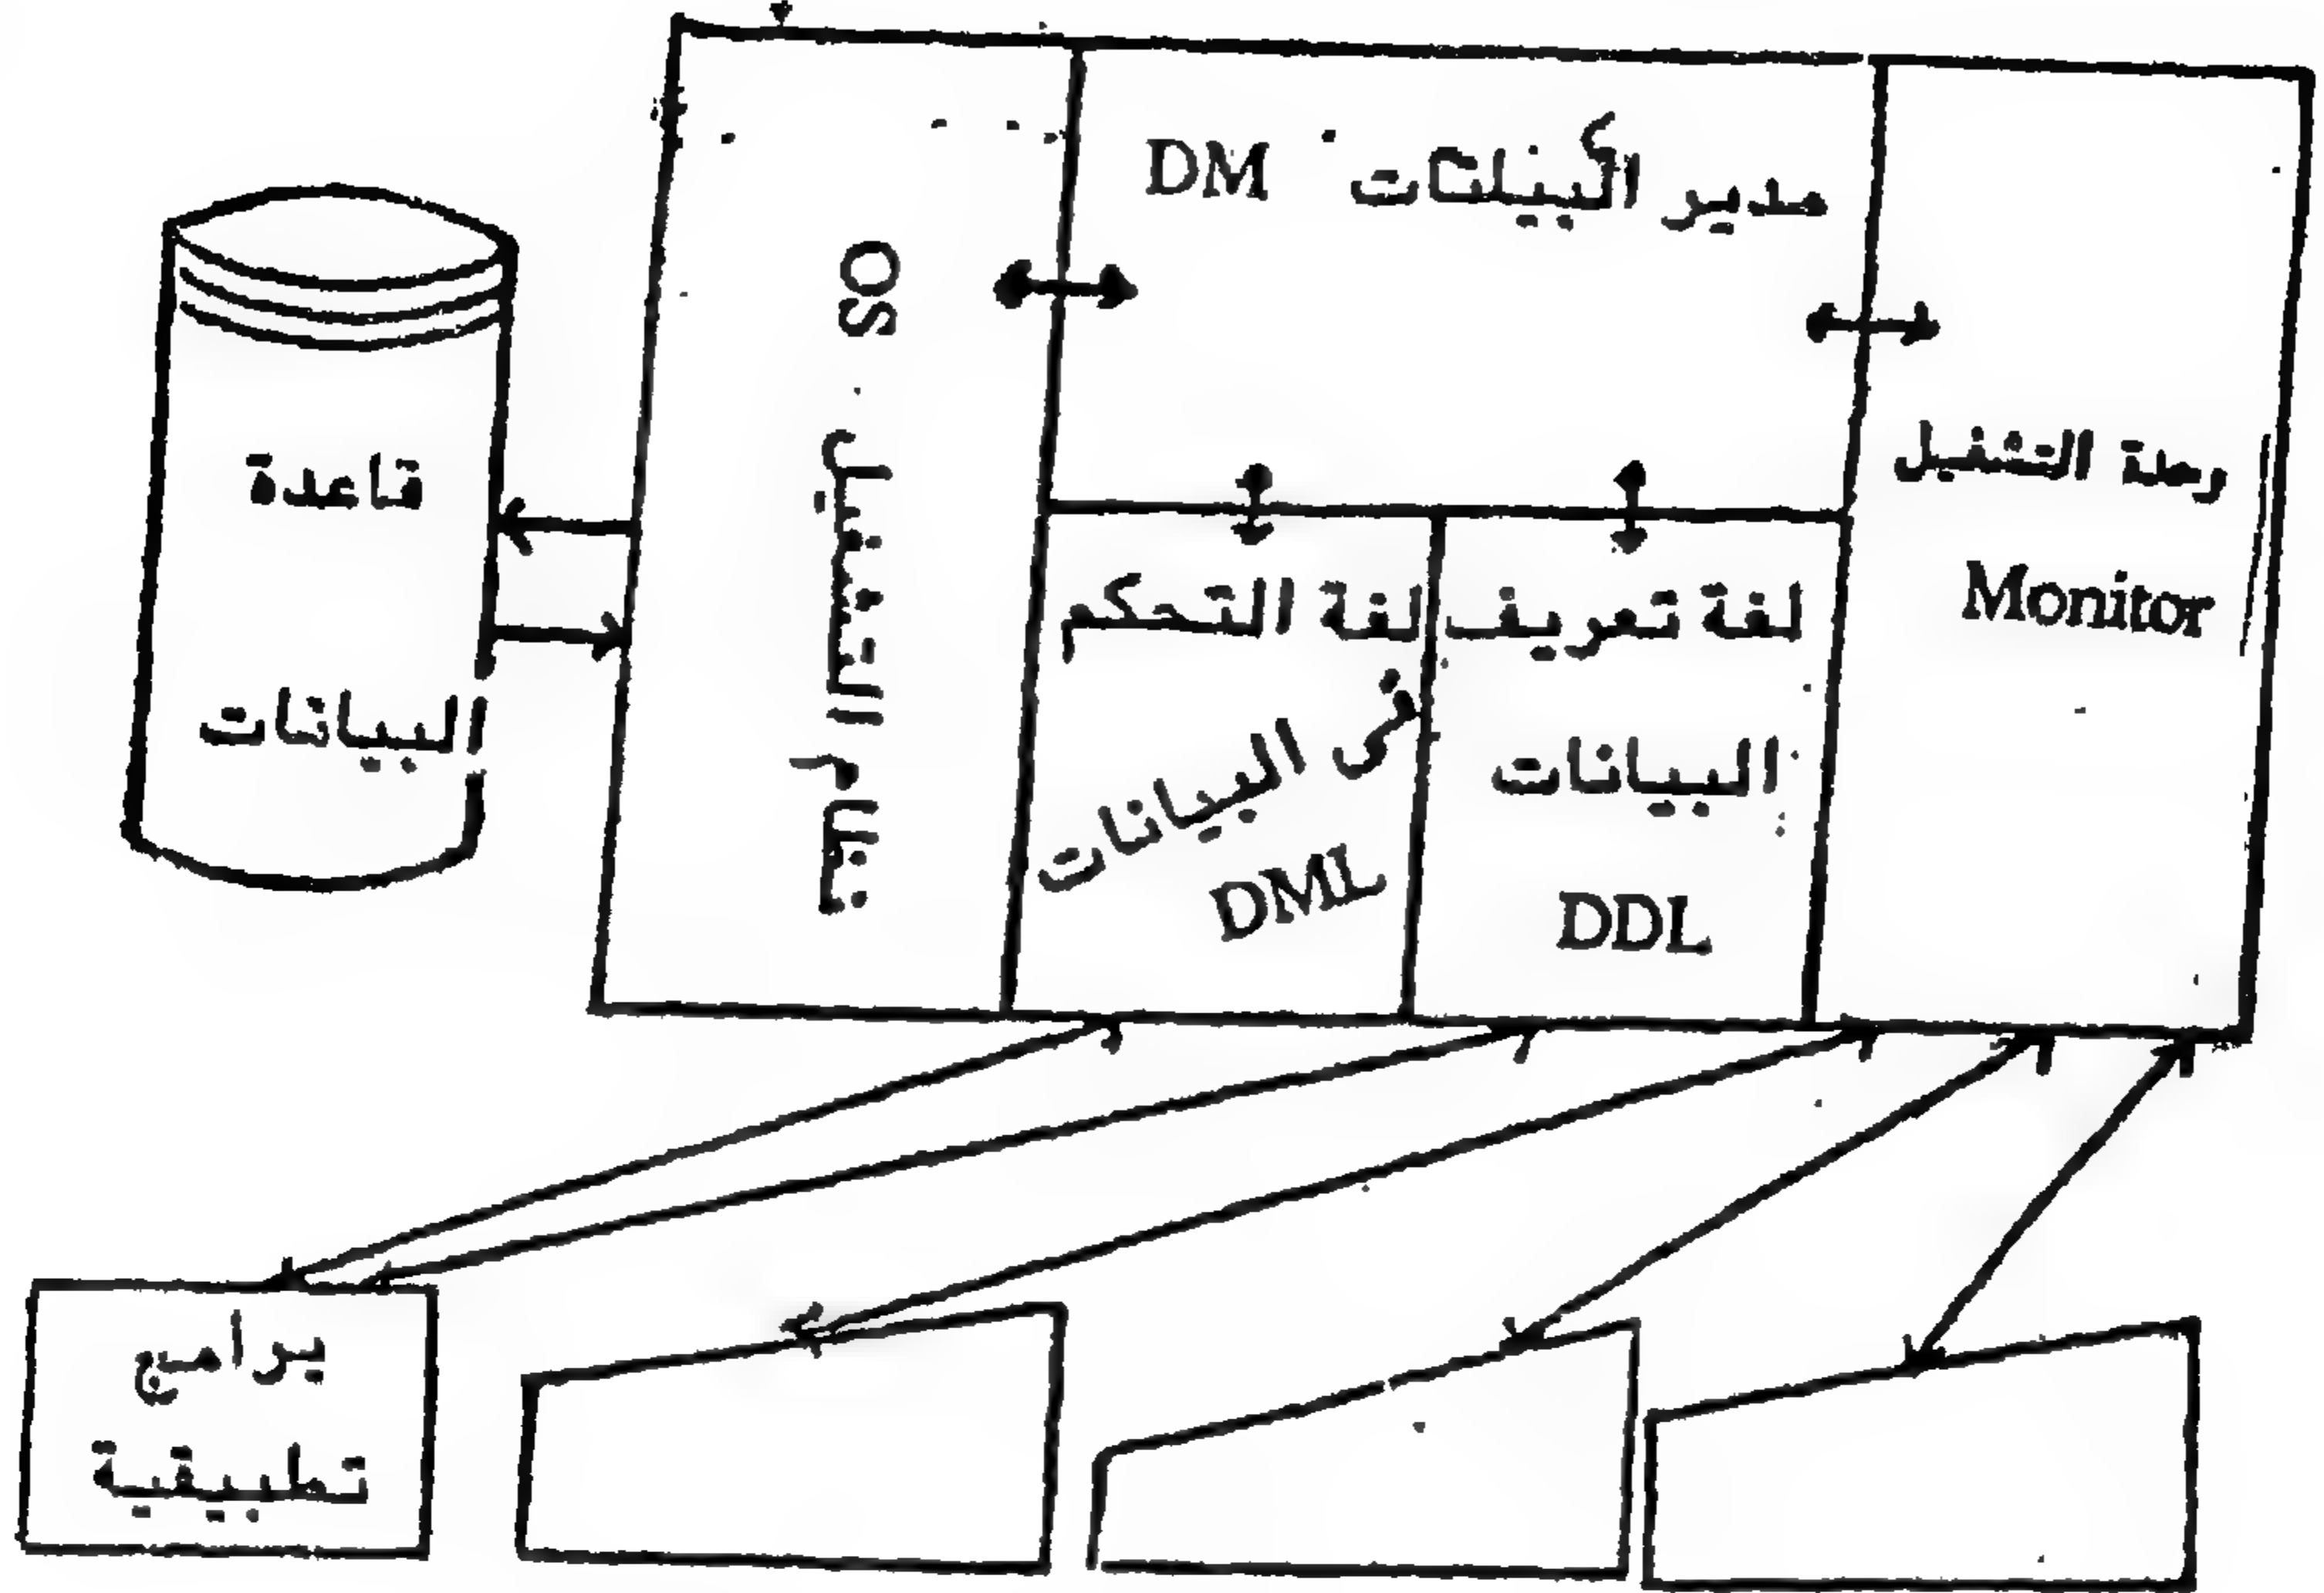 مدير البيانات DM
نظام التشغيل OS
وحدة التشغيل
Monitor
قاعدة
البيانات
لغة تعريف
البيانات
DDL
لغة التحكم
فى البيانات
DML
برامج
تطبيقية